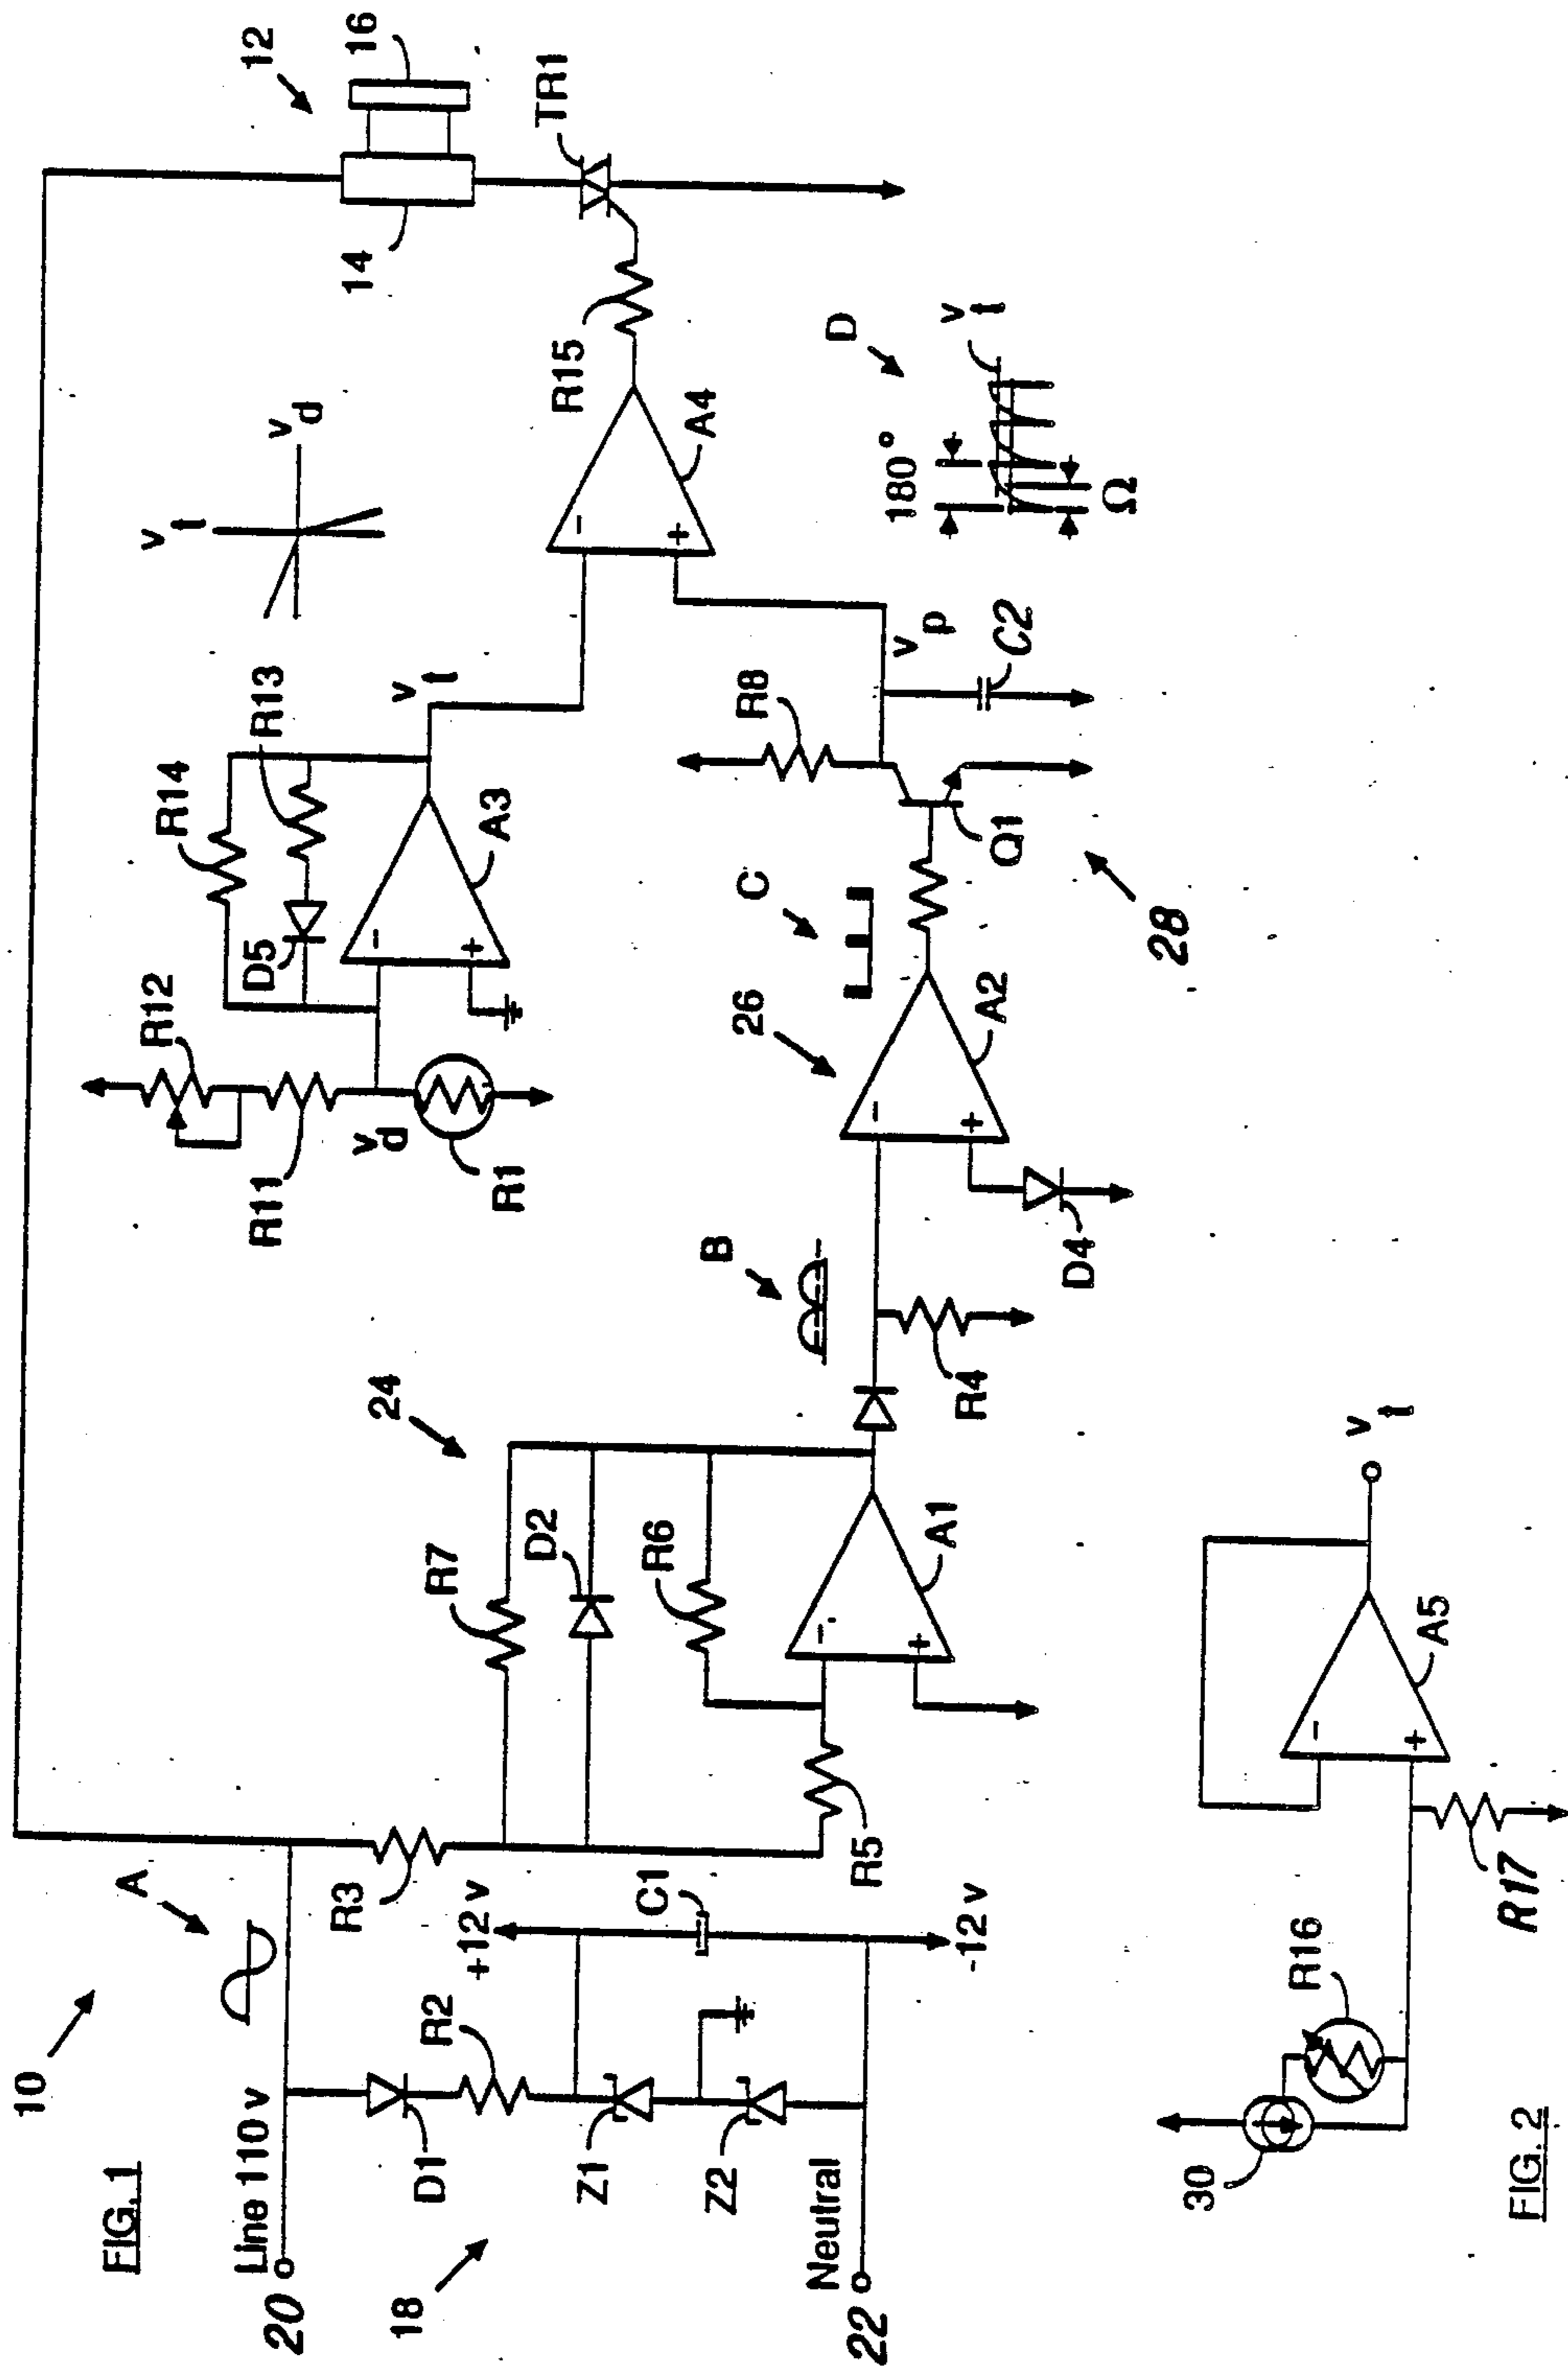 FIG. 1
10
A
Line 110 v
20
18
D1
R2
Z1
Z2
Neutral
22
+12 v
C1
-12 v
R3
R5
R7
D2
R6
24
A1
B
R4
D4
26
A2
C
28
Q1
R8
v p
C2
R12
R11
v d
R1
D5
R14
R13
A3
v t
v t
v d
A4
R15
12
14
16
TR1
D
180°
v t
Ω
-
+
-
+
-
+
-
+
FIG. 2
30
R16
R17
-
+
A5
v t